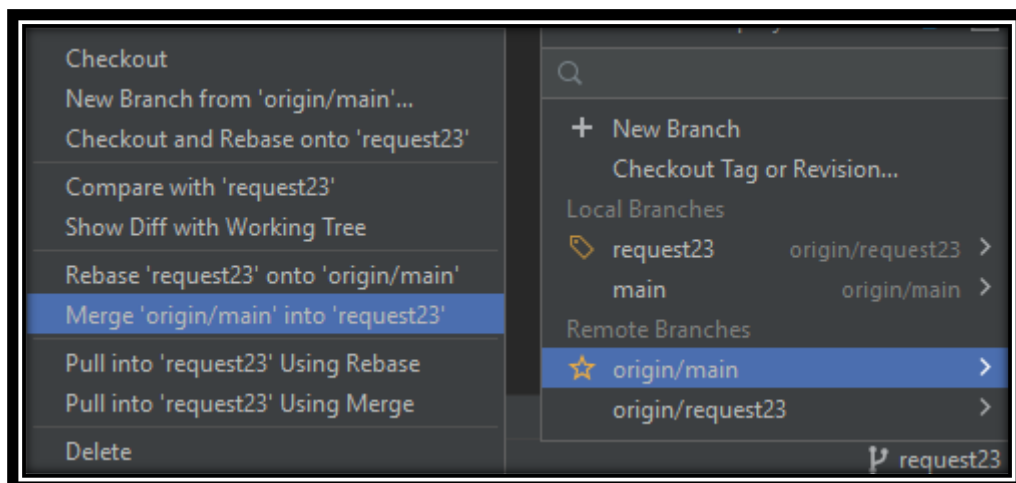 Checkout
New Branch from 'origin/main'...
Checkout and Rebase onto 'request23'
Compare with 'request23'
Show Diff with Working Tree
Rebase 'request23' onto 'origin/main'
Merge 'origin/main' into 'request23'
Pull into 'request23' Using Rebase
Pull into 'request23' Using Merge
Delete
New Branch
Checkout Tag or Revision...
Local Branches
request23 origin/request23
main origin/main
Remote Branches
origin/main
origin/request23
request23